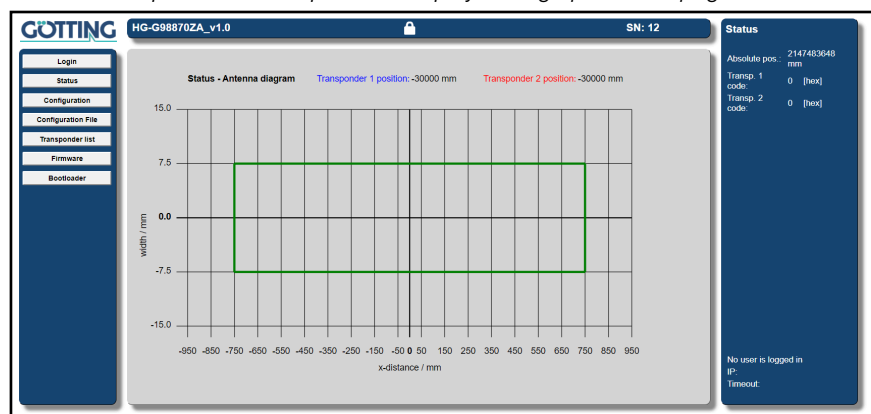 GÖTTING
HG-G98870ZA_v1.0
SN: 12
Login
Status
Configuration
Configuration File
Transponder list
Firmware
Bootloader
Status - Antenna diagram Transponder 1 position: -30000 mm Transponder 2 position: -30000 mm
15.0
7.5
0.0
-7.5
-15.0
width / mm
-950 -850 -750 -650 -550 -450 -350 -250 -150 -50 0 50 150 250 350 450 550 650 750 850 950
x-distance / mm
Status
Absolute pos.: 2147483648
mm
Transp. 1
code: 0 [hex]
Transp. 2
code: 0 [hex]
No user is logged in
IP:
Timeout: